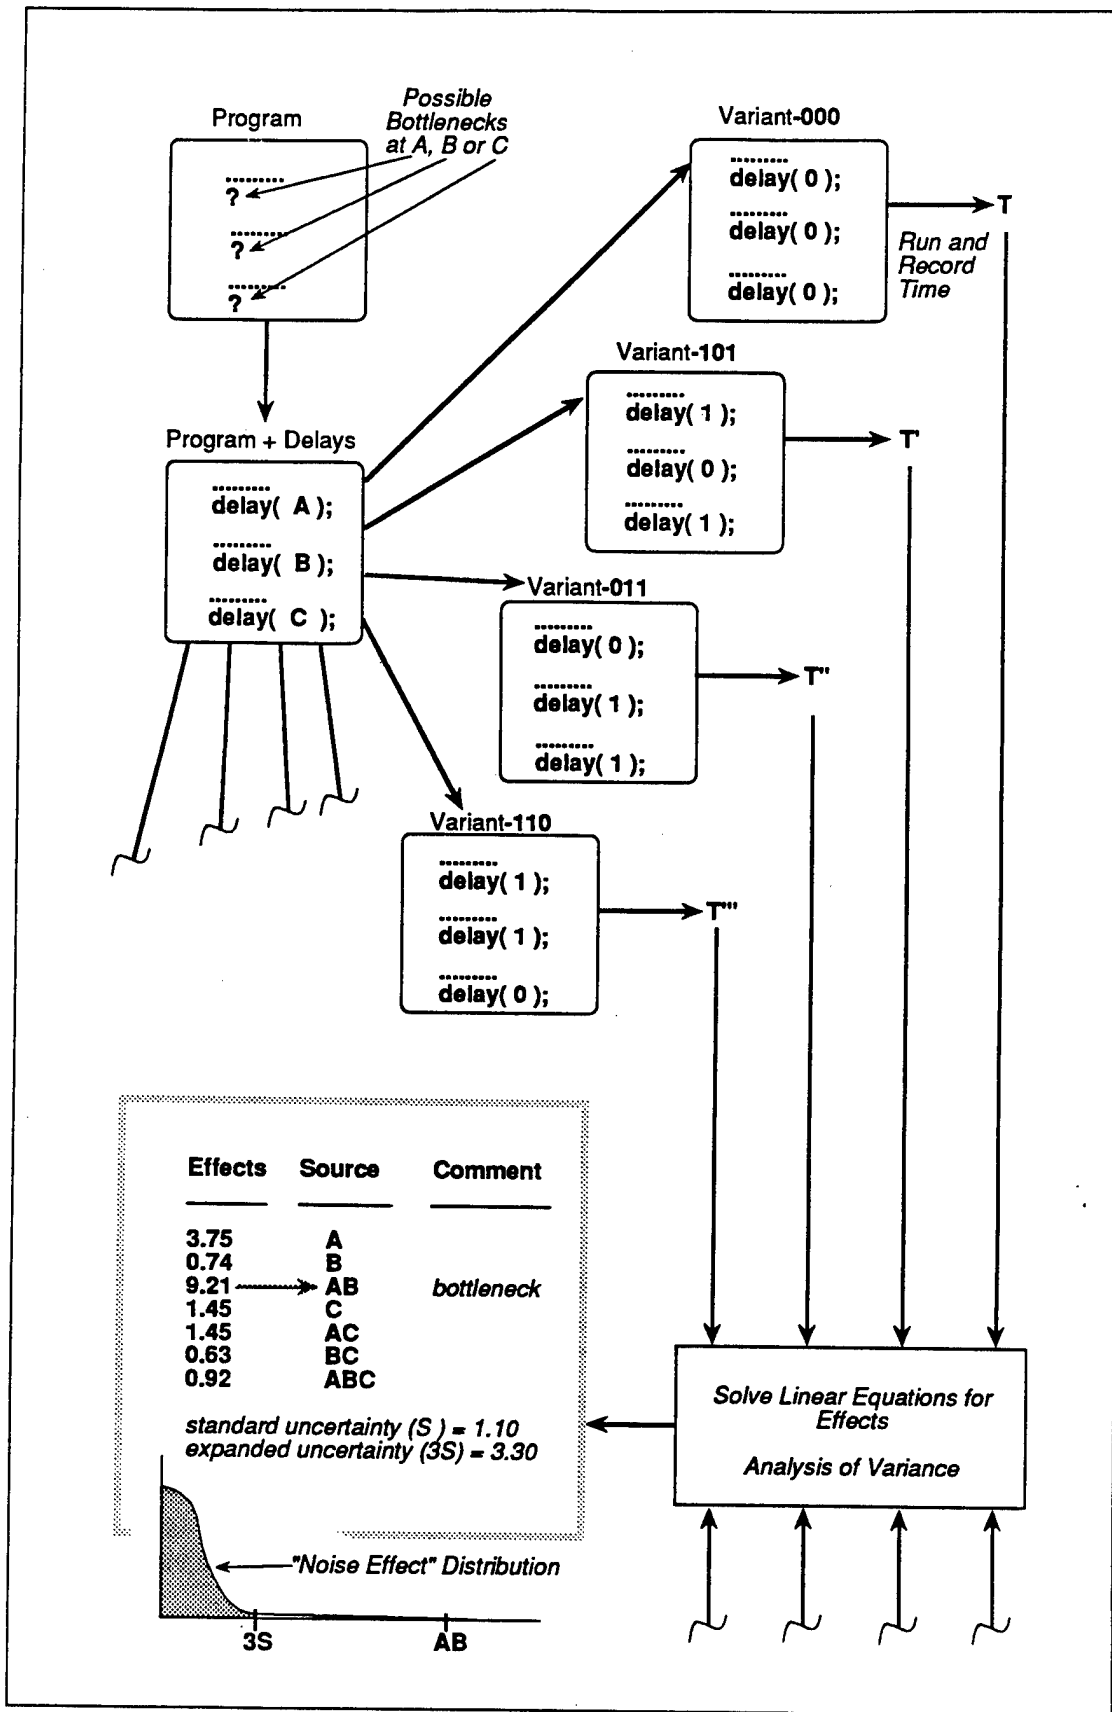 Program
?
?
?
Possible
Bottlenecks
at A, B or C
Program + Delays
delay( A );
delay( B );
delay( C );
Variant-000
delay( 0 );
delay( 0 );
delay( 0 );
T
Run and
Record
Time
Variant-101
delay( 1 );
delay( 0 );
delay( 1 );
T'
Variant-011
delay( 0 );
delay( 1 );
delay( 1 );
T"
Variant-110
delay( 1 );
delay( 1 );
delay( 0 );
T"'
Effects Source Comment
3.75 A
0.74 B
9.21 AB bottleneck
1.45 C
1.45 AC
0.63 BC
0.92 ABC
standard uncertainty (S ) = 1.10
expanded uncertainty (3S) = 3.30
"Noise Effect" Distribution
3S AB
Solve Linear Equations for
Effects
Analysis of Variance